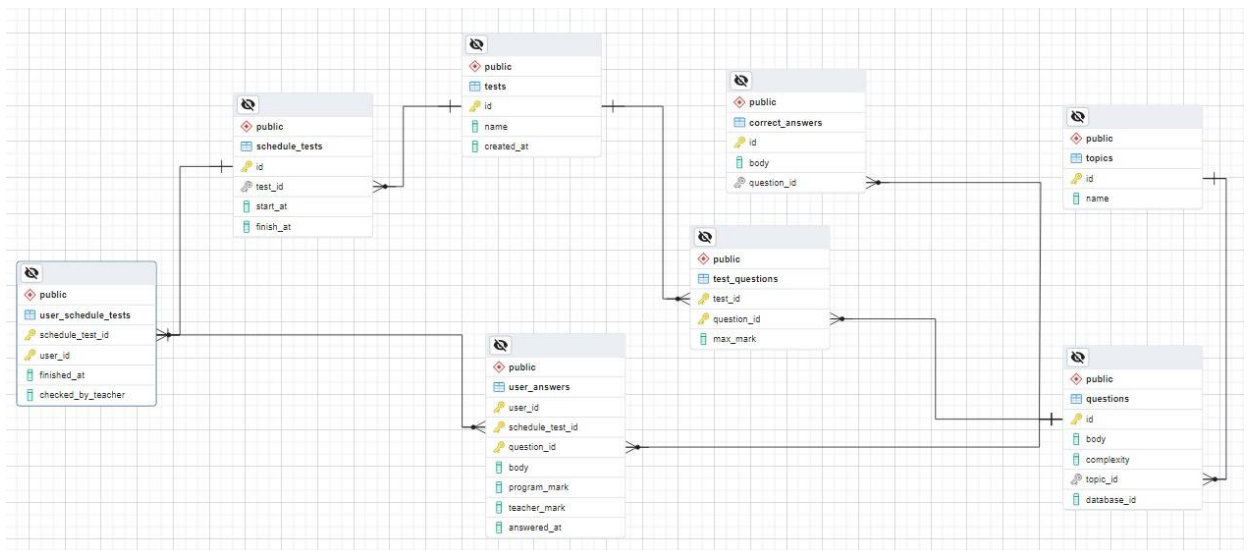 public
tests
id
name
created_at
public
schedule_tests
id
test_id
start_at
finish_at
public
correct_answers
id
body
question_id
public
topics
id
name
public
test_questions
test_id
question_id
max_mark
public
user_schedule_tests
schedule_test_id
user_id
finished_at
checked_by_teacher
public
user_answers
user_id
schedule_test_id
question_id
body
program_mark
teacher_mark
answered_at
public
questions
id
body
complexity
topic_id
database_id